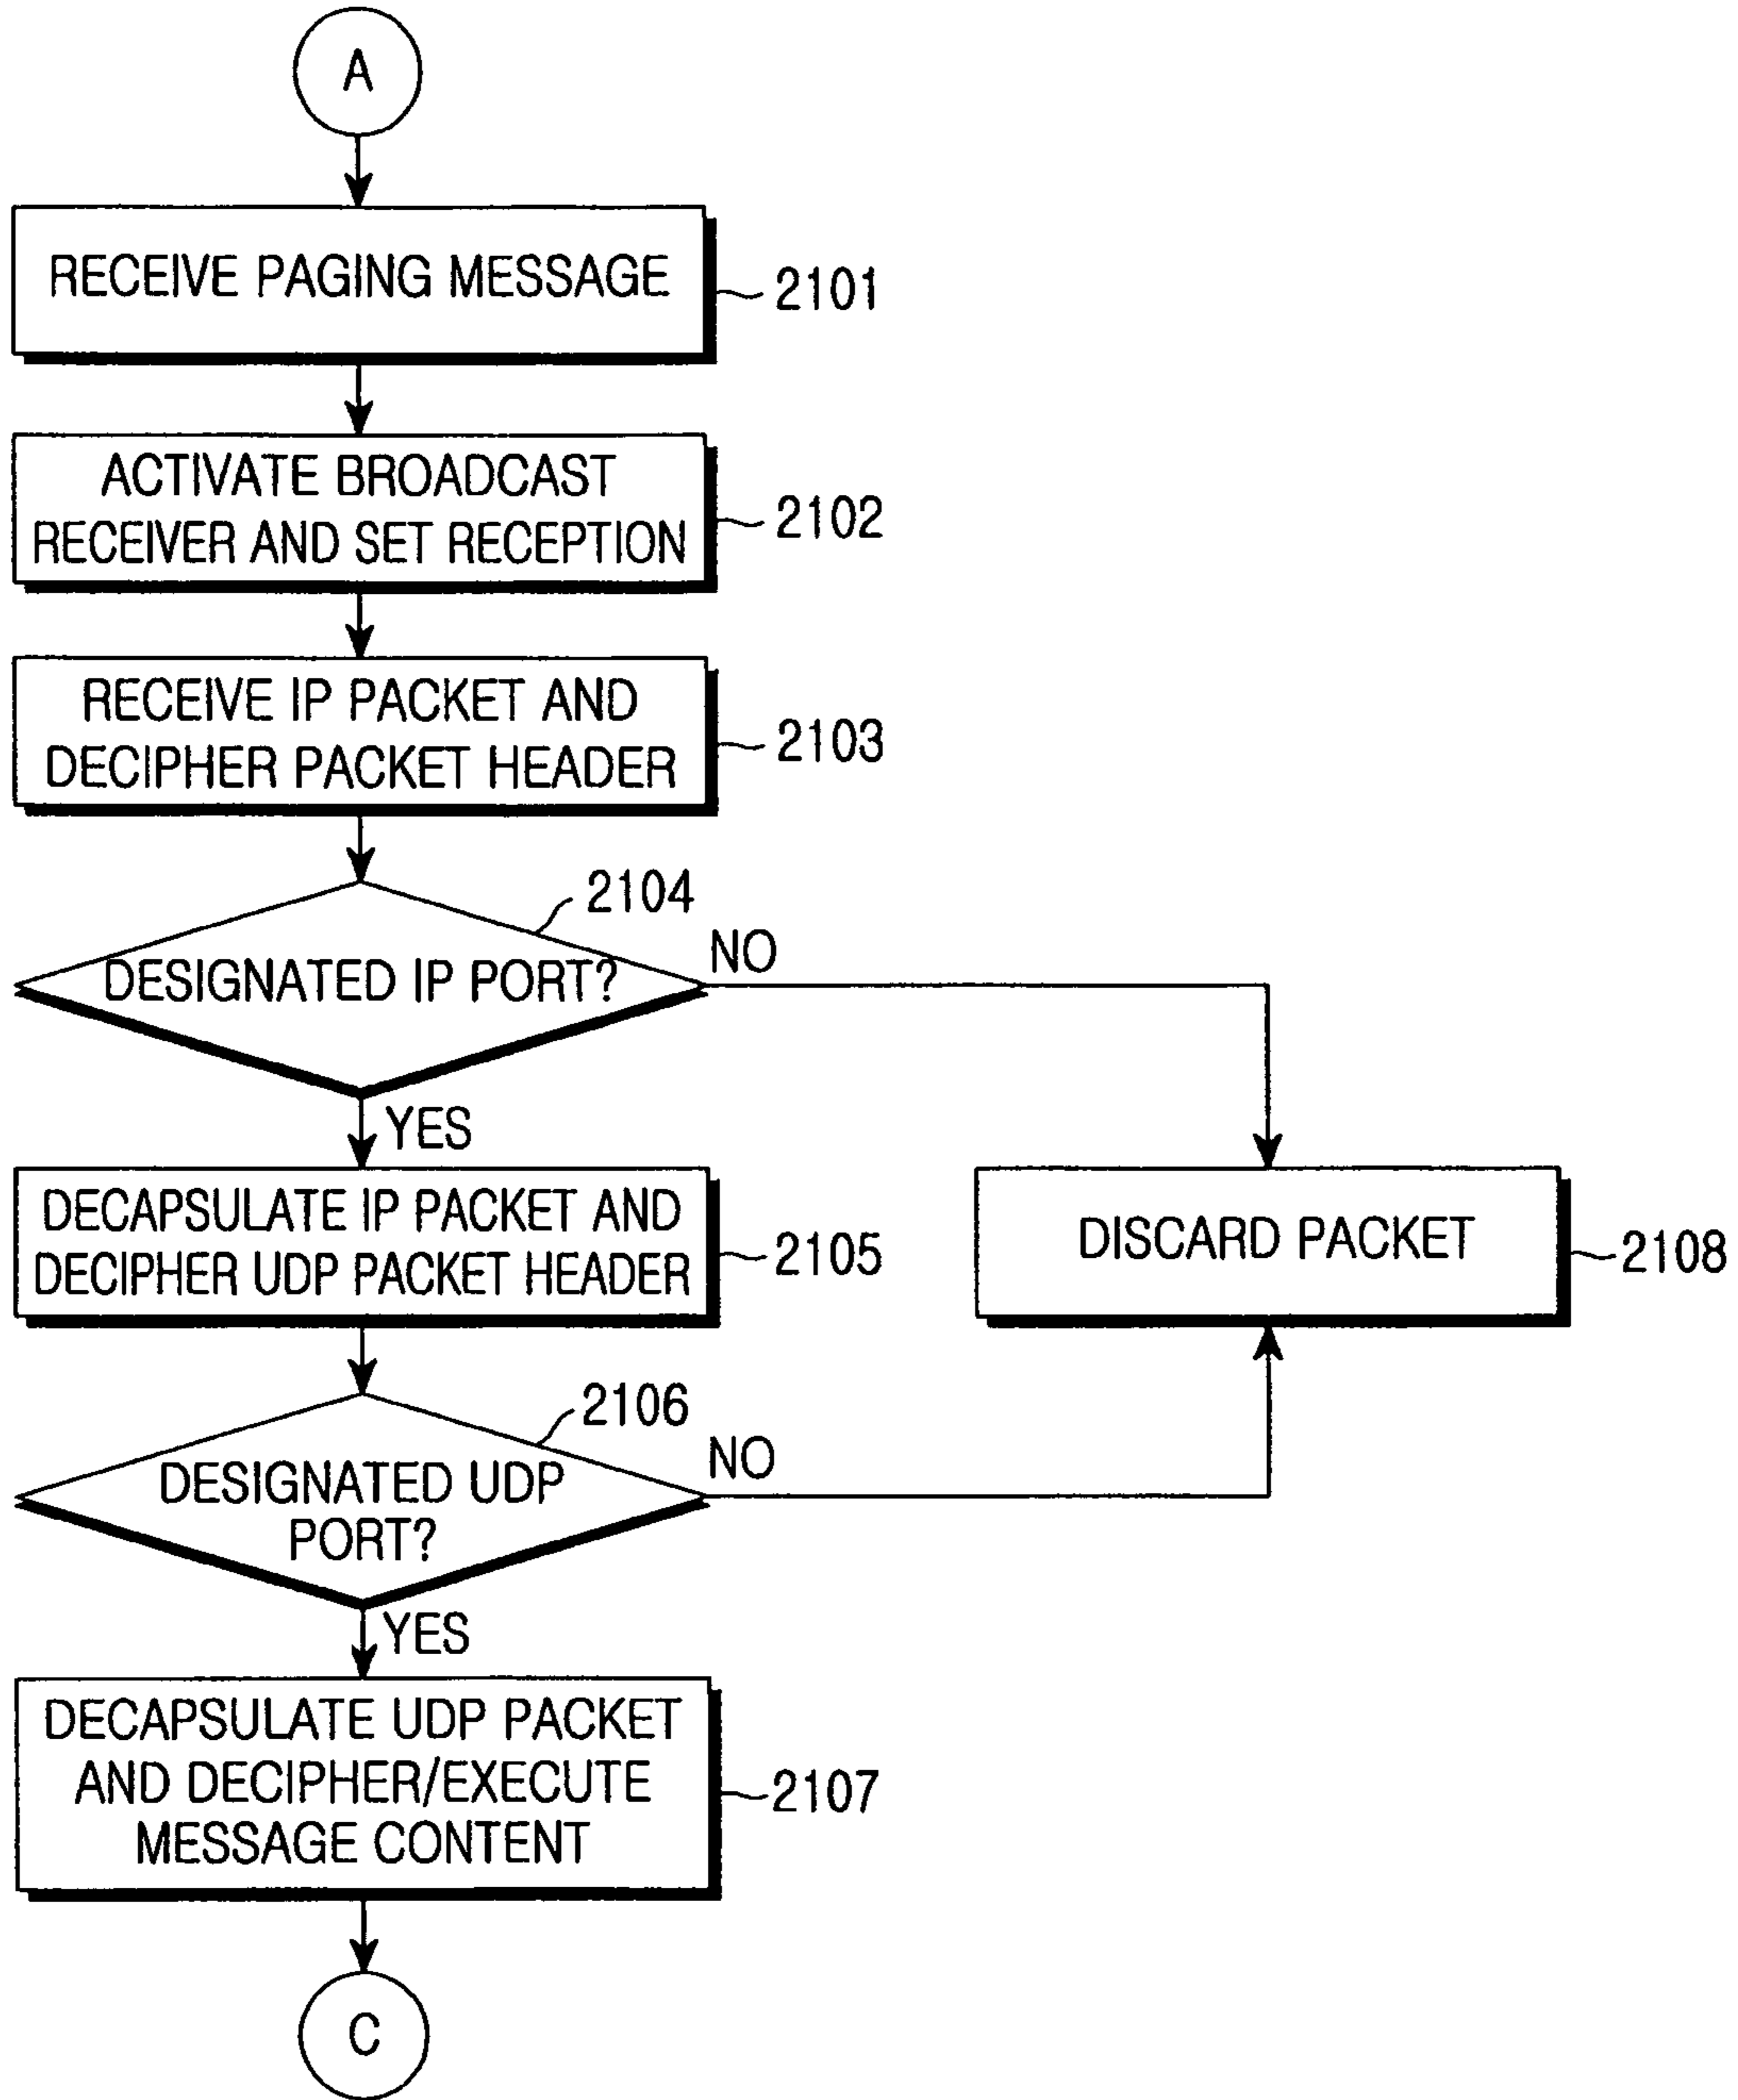 A
RECEIVE PAGING MESSAGE
2101
ACTIVATE BROADCAST
RECEIVER AND SET RECEPTION
2102
RECEIVE IP PACKET AND
DECIPHER PACKET HEADER
2103
2104
DESIGNATED IP PORT?
NO
YES
DECAPSULATE IP PACKET AND
DECIPHER UDP PACKET HEADER
2105
DISCARD PACKET
2108
2106
DESIGNATED UDP
PORT?
NO
YES
DECAPSULATE UDP PACKET
AND DECIPHER/EXECUTE
MESSAGE CONTENT
2107
C